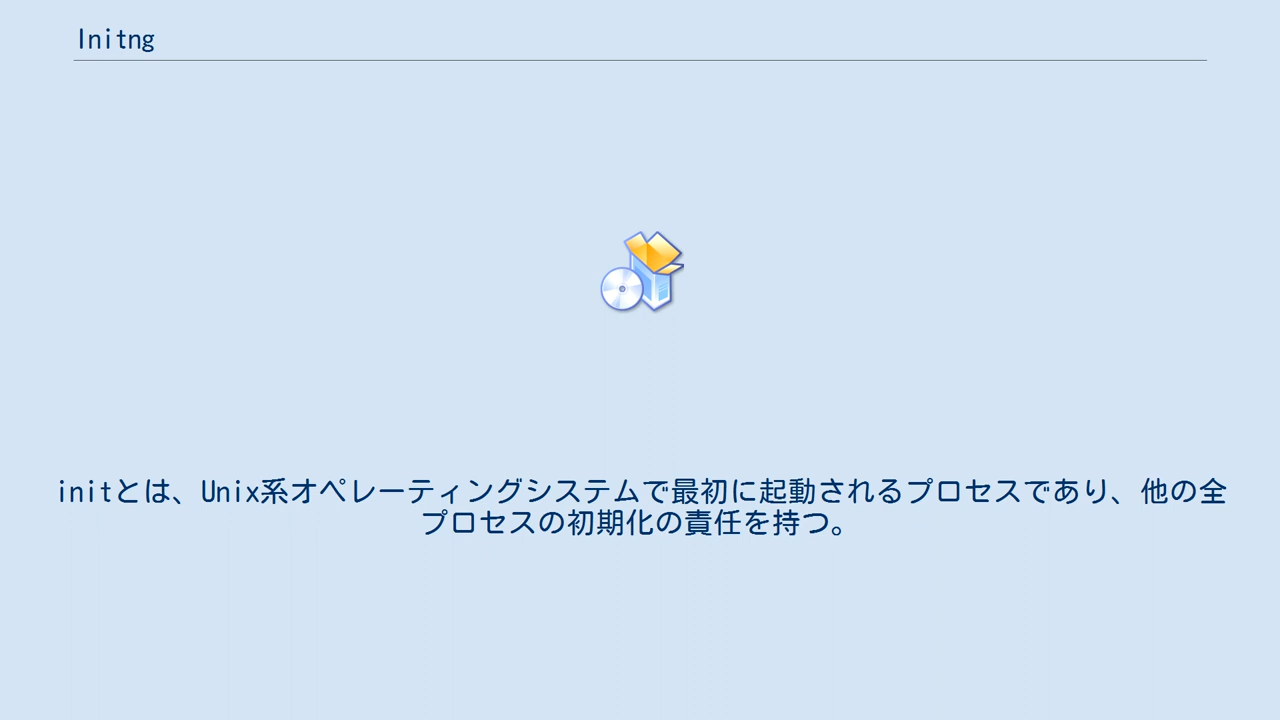 Initng
initとは、Unix系オペレーティングシステムで最初に起動されるプロセスであり、他の全
プロセスの初期化の責任を持つ。